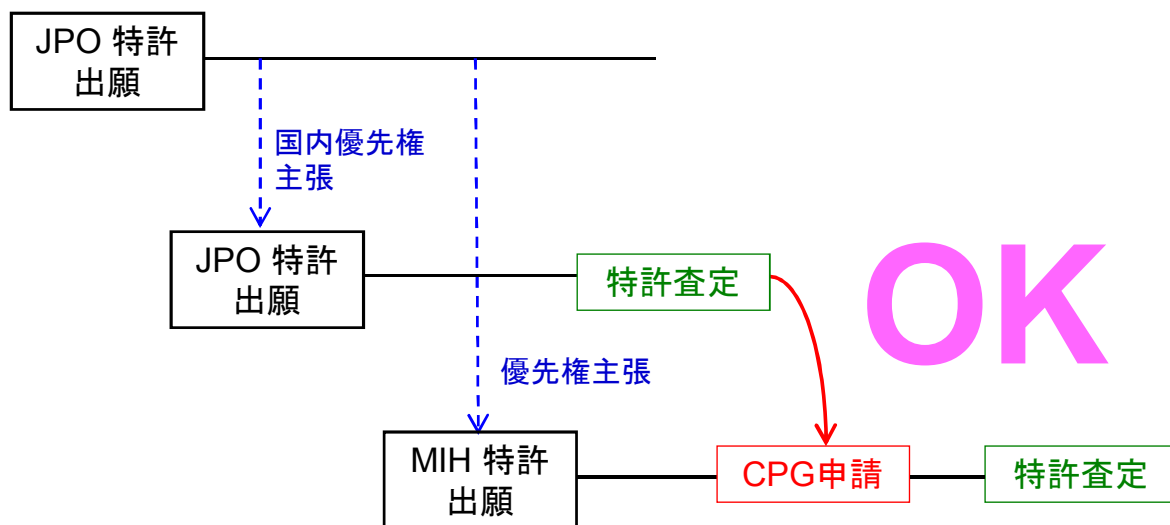 JPO 特許
出願
国内優先権
主張
JPO 特許
出願
特許査定
OK
優先権主張
MIH 特許
出願
CPG申請
特許査定